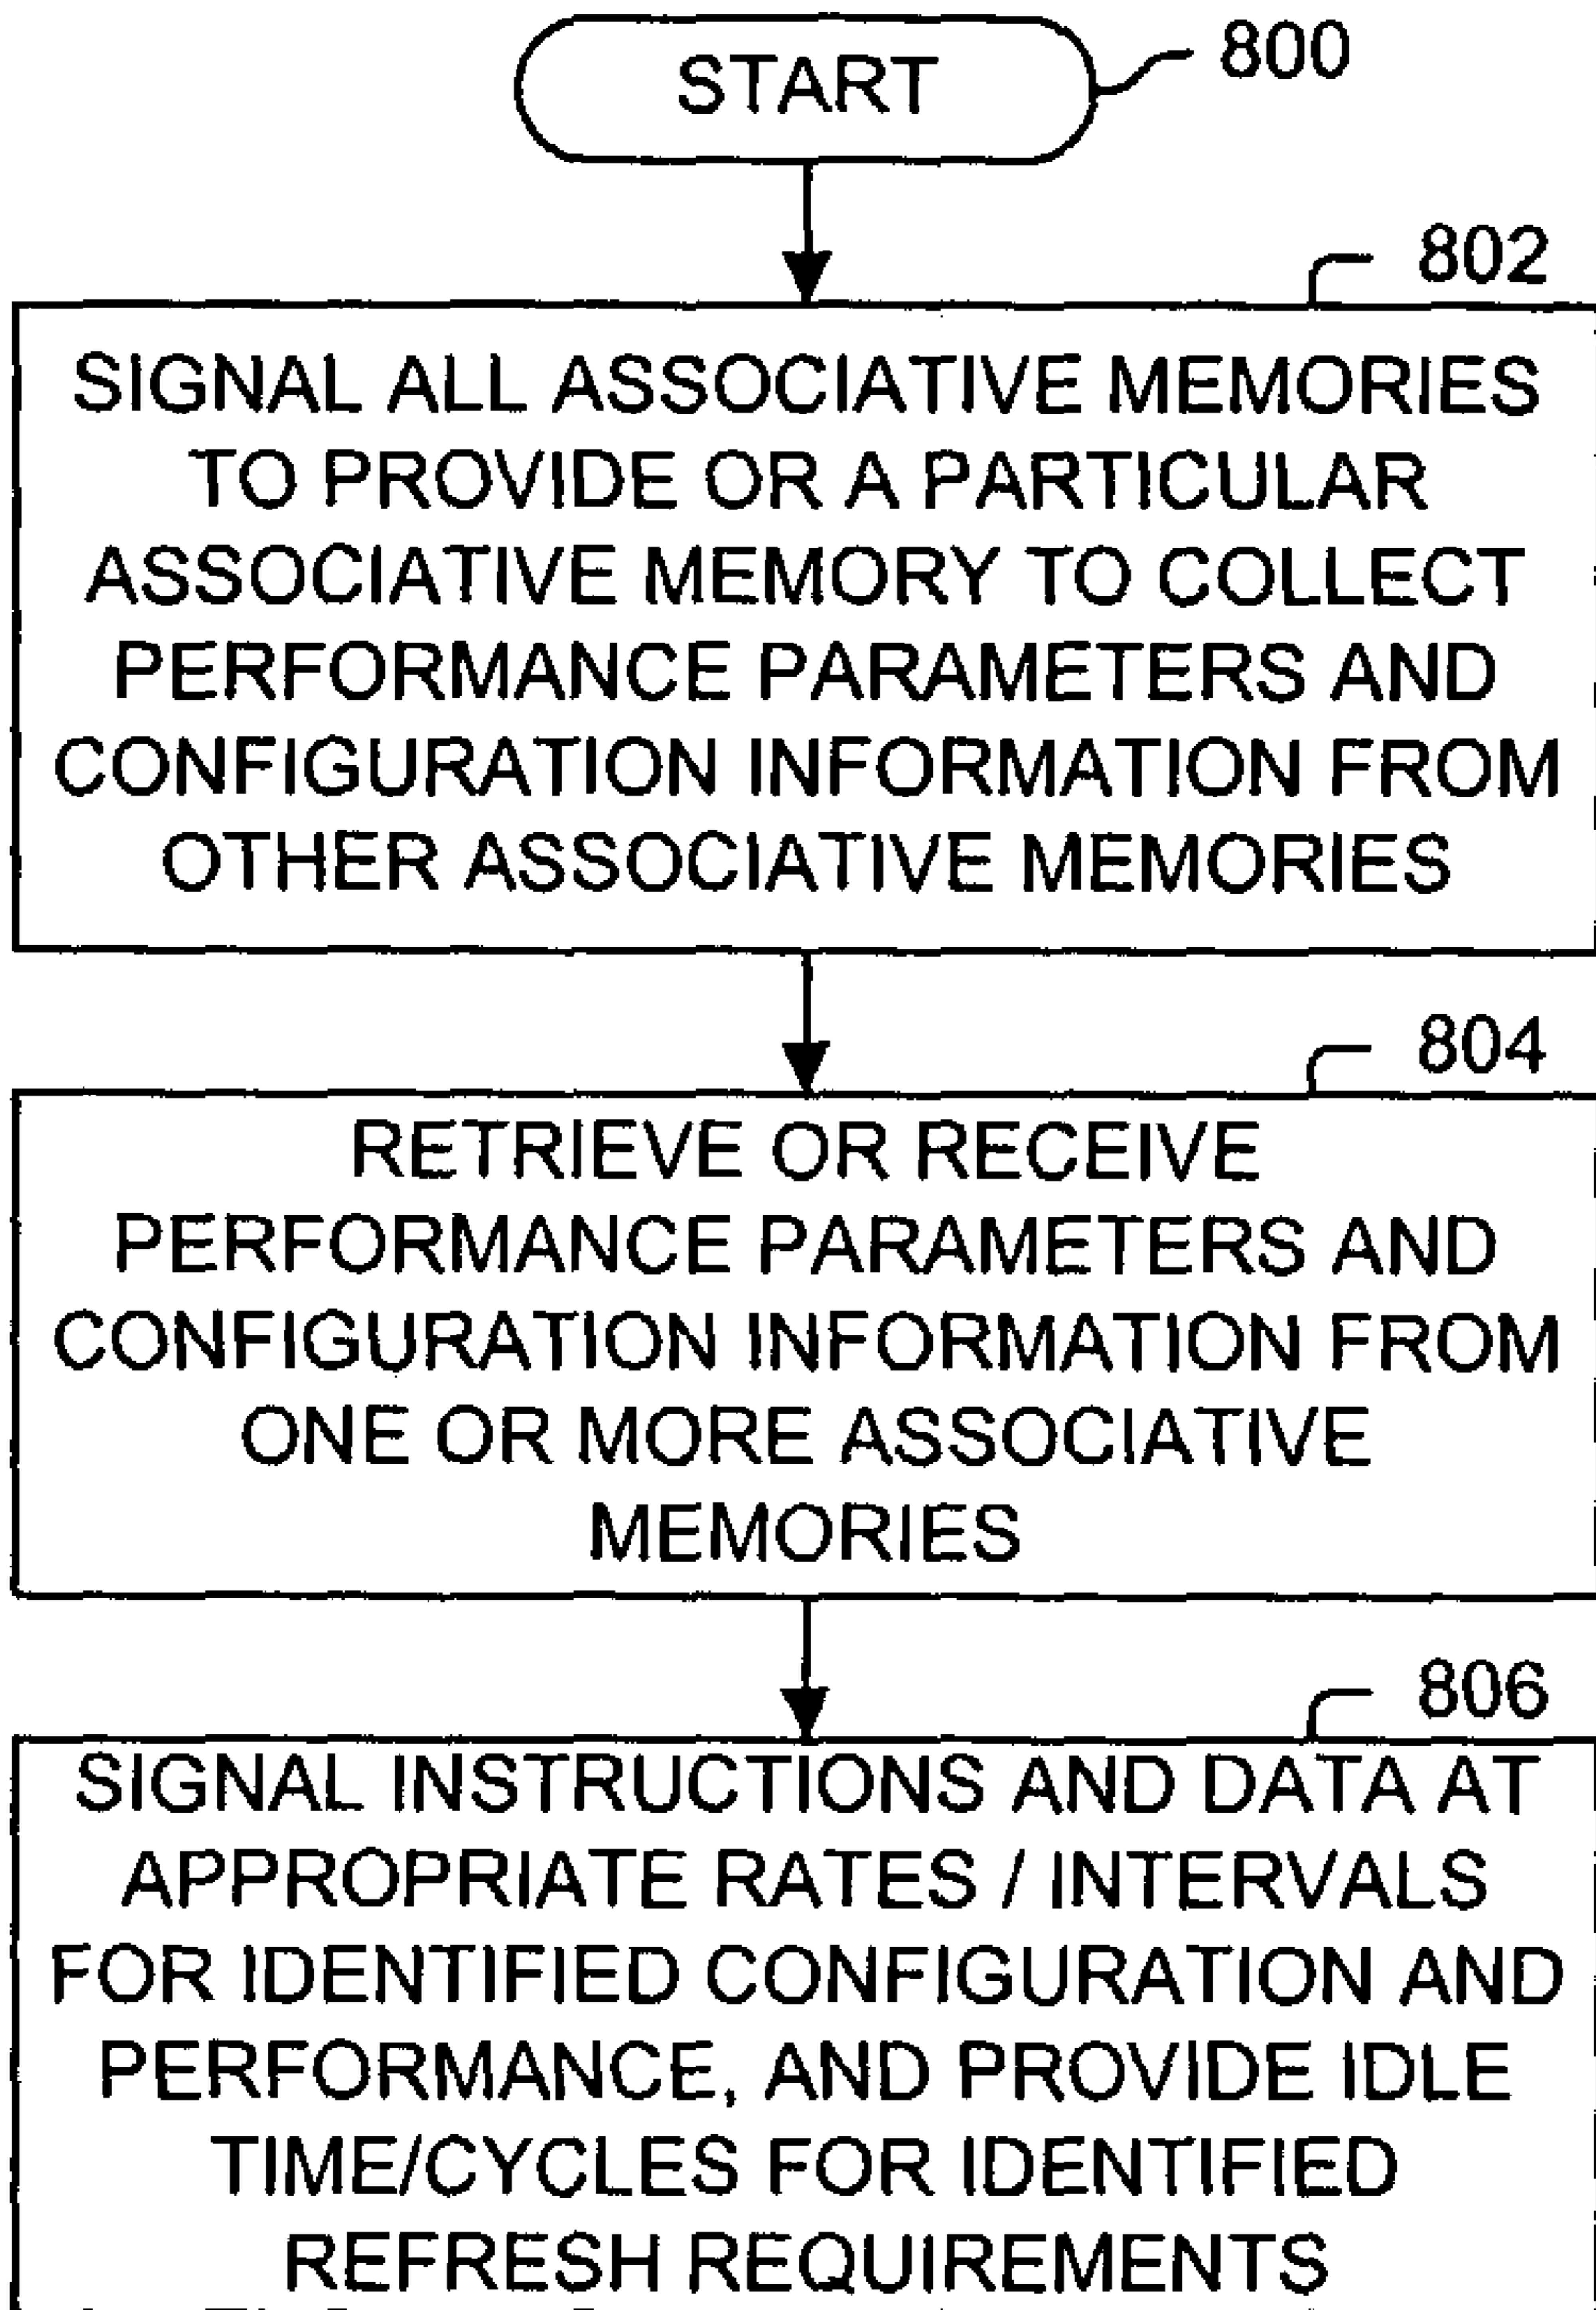 START
800
802
SIGNAL ALL ASSOCIATIVE MEMORIES
TO PROVIDE OR A PARTICULAR
ASSOCIATIVE MEMORY TO COLLECT
PERFORMANCE PARAMETERS AND
CONFIGURATION INFORMATION FROM
OTHER ASSOCIATIVE MEMORIES
804
RETRIEVE OR RECEIVE
PERFORMANCE PARAMETERS AND
CONFIGURATION INFORMATION FROM
ONE OR MORE ASSOCIATIVE
MEMORIES
806
SIGNAL INSTRUCTIONS AND DATA AT
APPROPRIATE RATES / INTERVALS
FOR IDENTIFIED CONFIGURATION AND
PERFORMANCE, AND PROVIDE IDLE
TIME/CYCLES FOR IDENTIFIED
REFRESH REQUIREMENTS